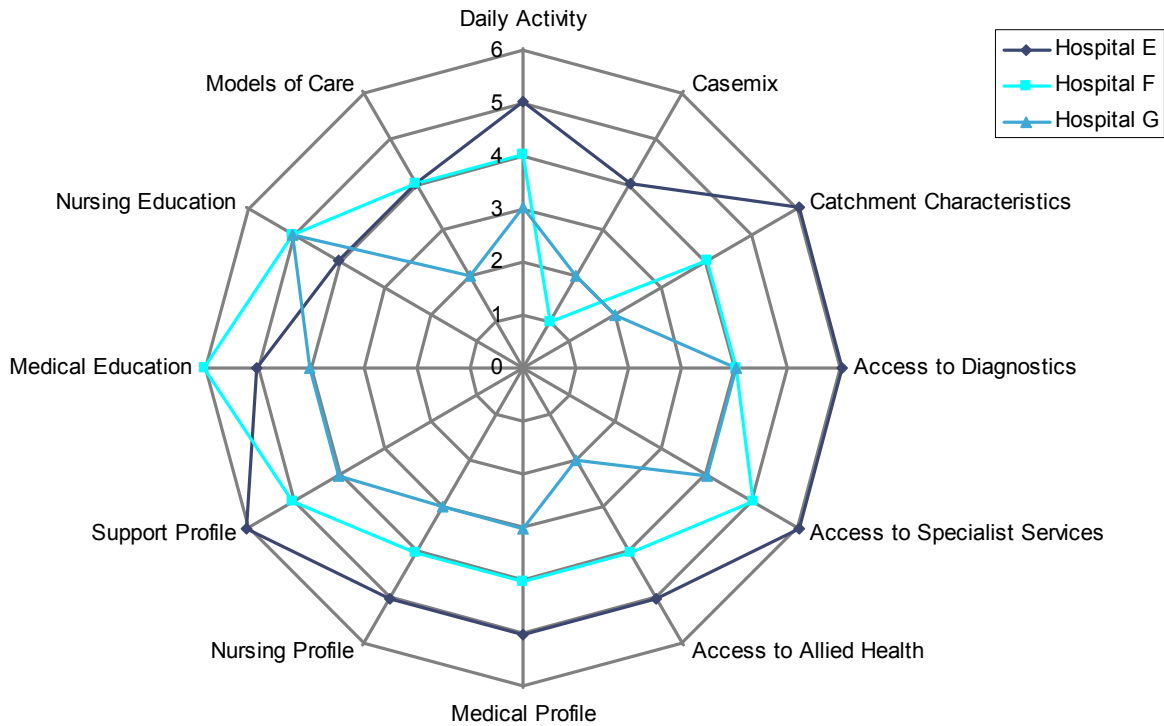 Daily Activity
6
Hospital E
Models of Care
Casemix
5
Hospital F
4
Hospital G
Nursing Education
3
Catchment Characteristics
2
1
Medical Education
0
Access to Diagnostics
Support Profile
Access to Specialist Services
Nursing Profile
Access to Allied Health
Medical Profile